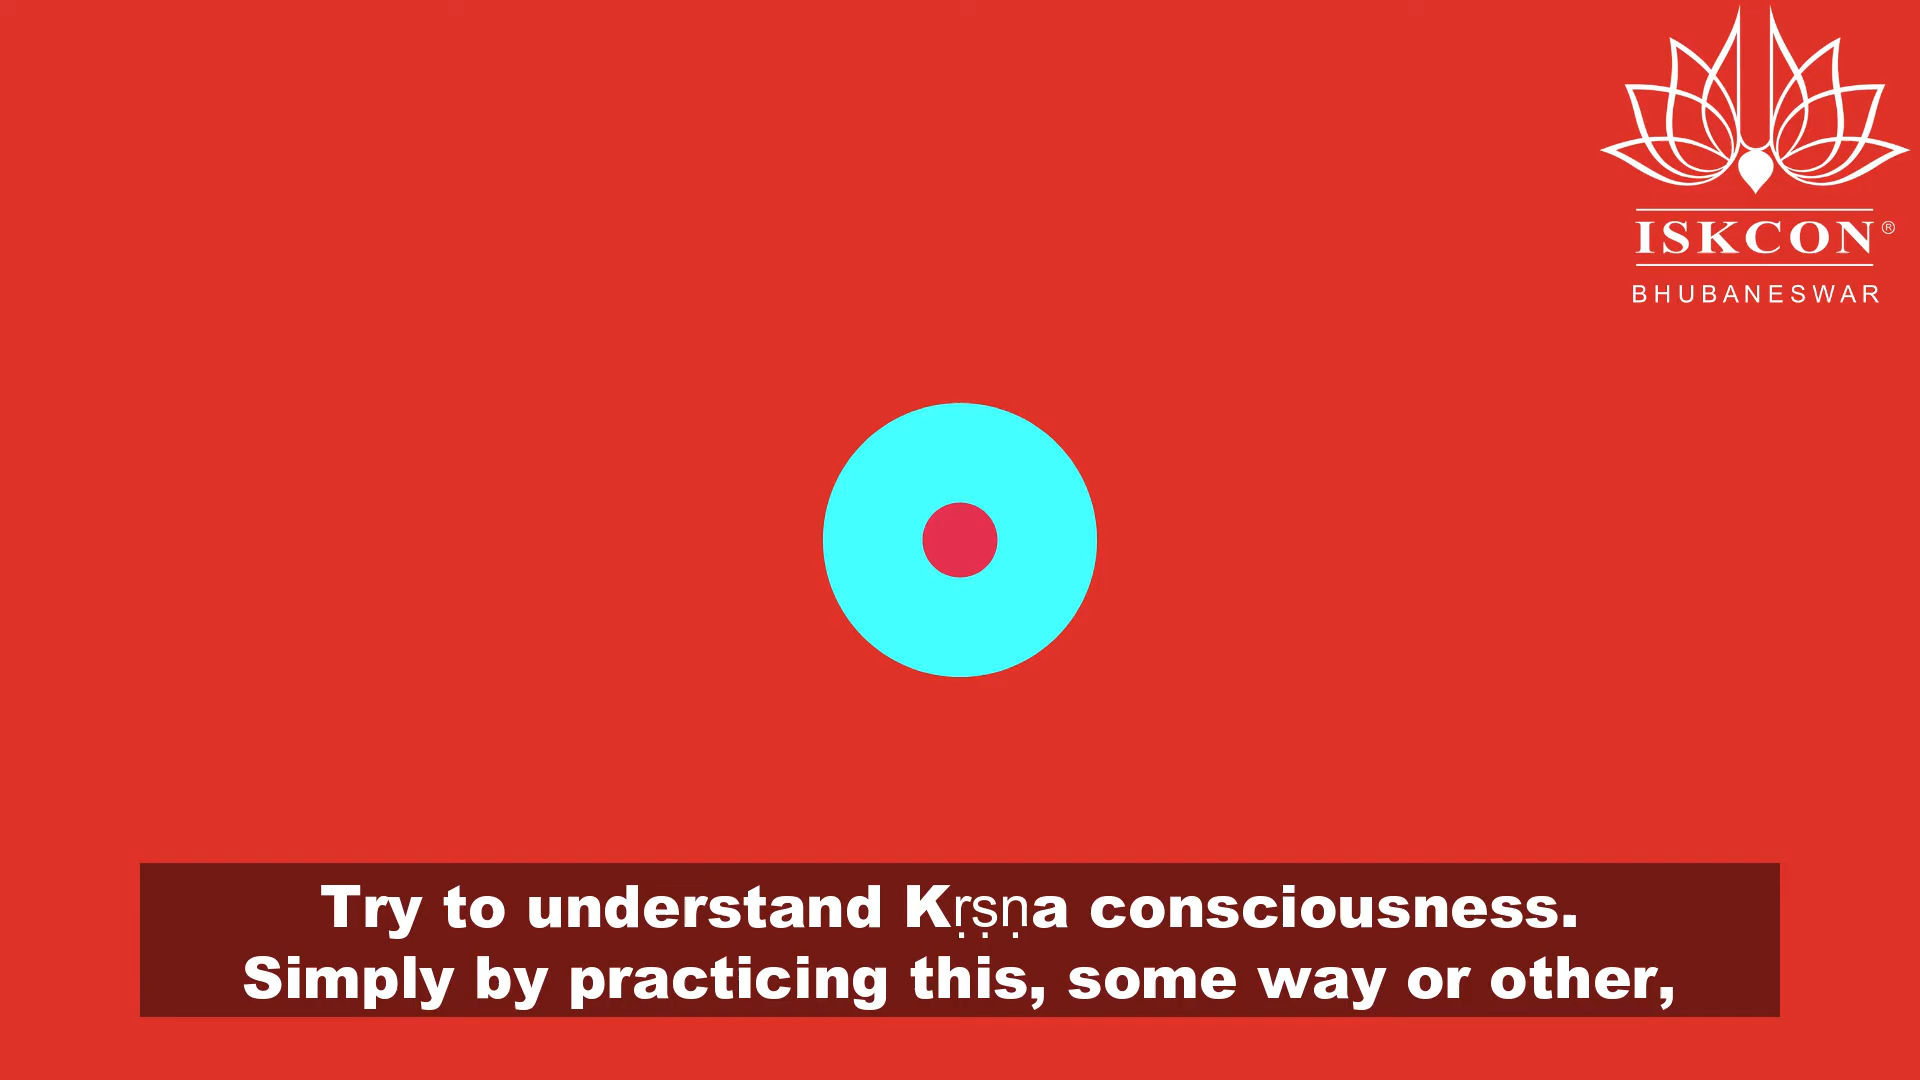 ISKCON®
BHUBANESWAR
Try to understand Kṛṣṇa consciousness.
Simply by practicing this, some way or other,